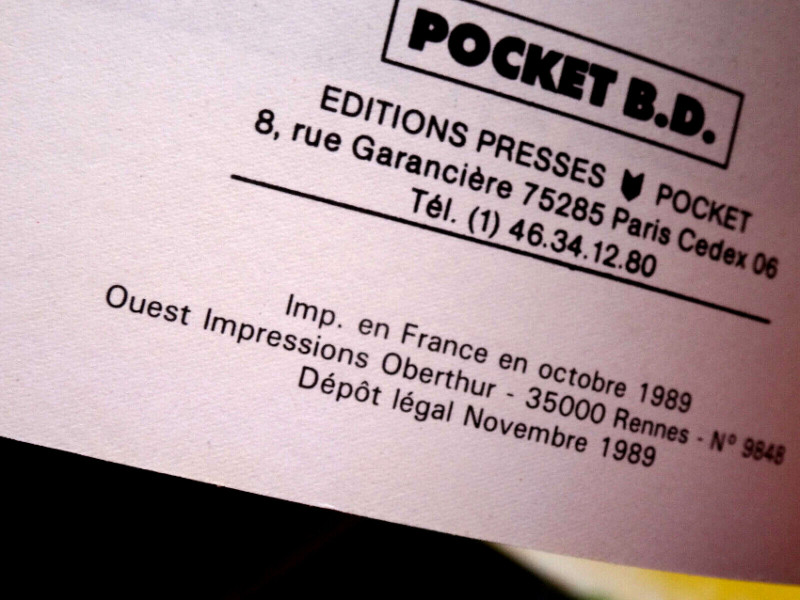 POCKET B.D.
EDITIONS PRESSES POCKET
8, rue Garancière 75285 Paris Cedex 06
Tél. (1) 46.34.12.80
Imp. en France en octobre 1989
Ouest Impressions Oberthur - 35000 Rennes - N° 9848
Dépôt légal Novembre 1989